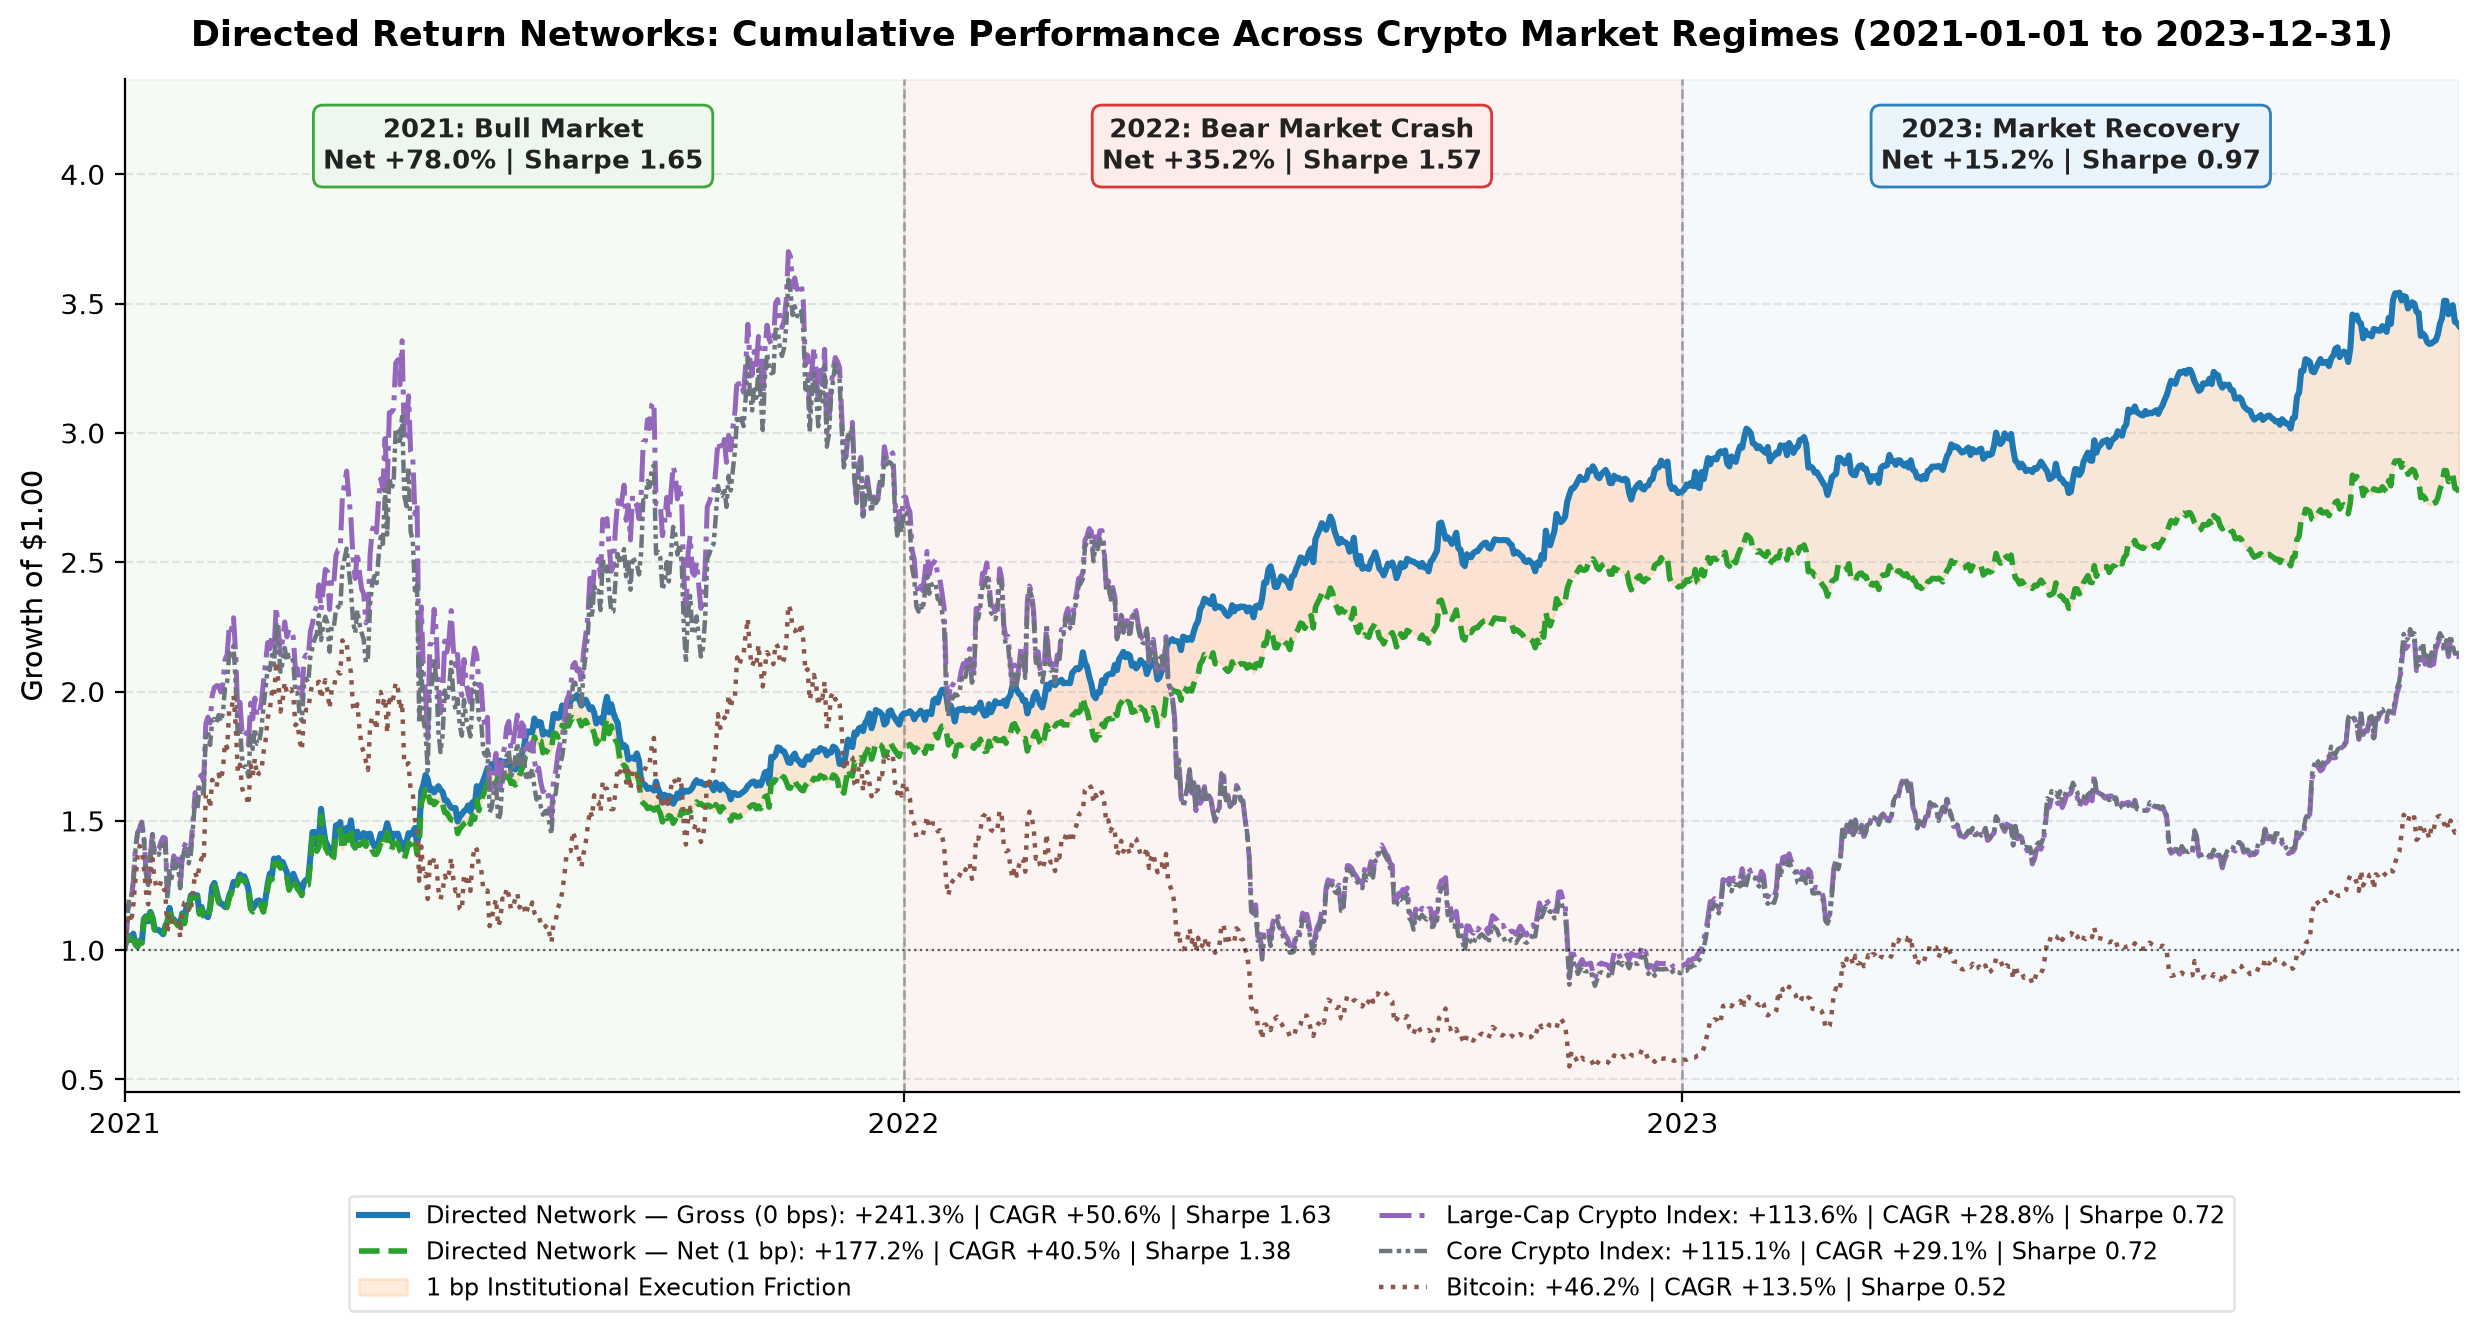 Directed Return Networks: Cumulative Performance Across Crypto Market Regimes (2021-01-01 to 2023-12-31)
2021: Bull Market
Net +78.0% | Sharpe 1.65
2022: Bear Market Crash
Net +35.2% | Sharpe 1.57
2023: Market Recovery
Net +15.2% | Sharpe 0.97
Growth of $1.00
4.0
3.5
3.0
2.5
2.0
1.5
1.0
0.5
2021
2022
2023
Directed Network — Gross (0 bps): +241.3% | CAGR +50.6% | Sharpe 1.63
Directed Network — Net (1 bp): +177.2% | CAGR +40.5% | Sharpe 1.38
1 bp Institutional Execution Friction
Large-Cap Crypto Index: +113.6% | CAGR +28.8% | Sharpe 0.72
Core Crypto Index: +115.1% | CAGR +29.1% | Sharpe 0.72
Bitcoin: +46.2% | CAGR +13.5% | Sharpe 0.52